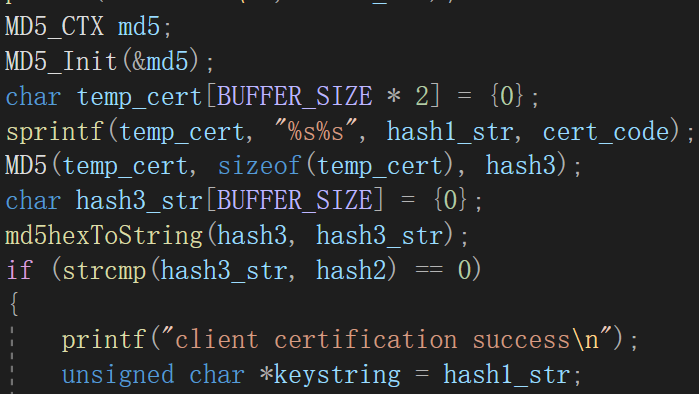 MD5_CTX md5;
MD5_Init(&md5);
char temp_cert[BUFFER_SIZE * 2] = {0};
sprintf(temp_cert, "%s%s", hash1_str, cert_code);
MD5(temp_cert, sizeof(temp_cert), hash3);
char hash3_str[BUFFER_SIZE] = {0};
md5hexToString(hash3, hash3_str);
if (strcmp(hash3_str, hash2) == 0)
{
    printf("client certification success\n");
    unsigned char *keystring = hash1_str;